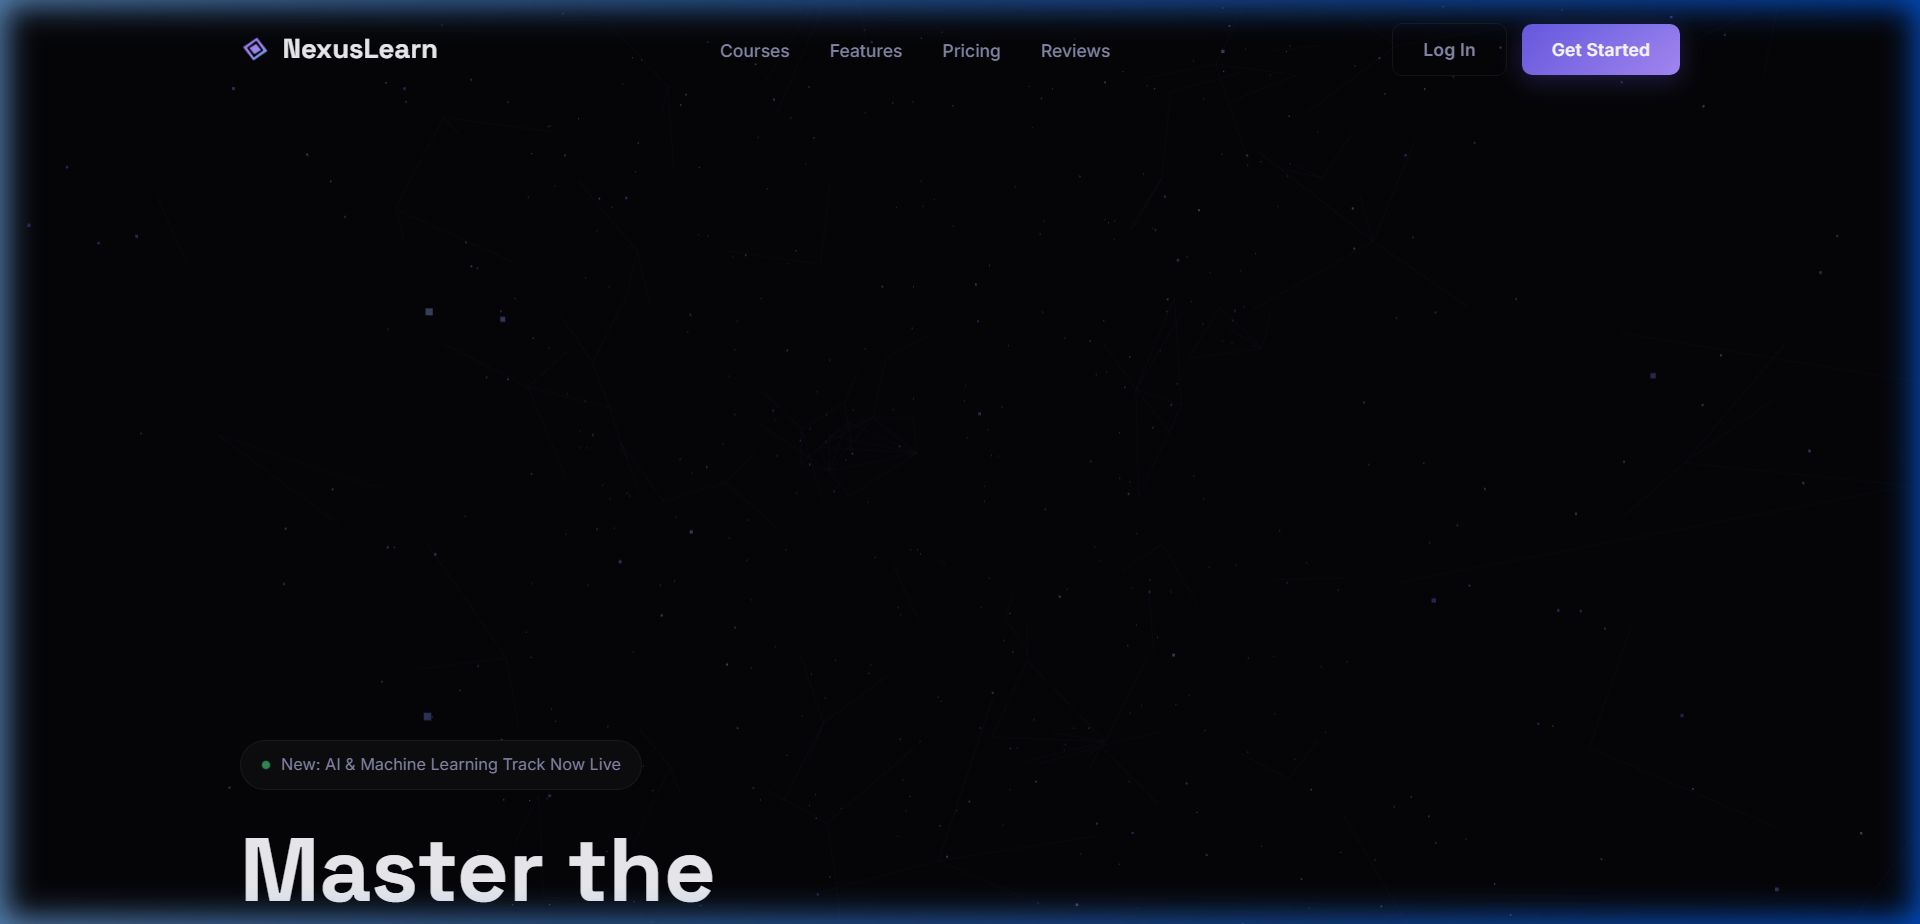 NexusLearn
Courses Features Pricing Reviews
Log In
Get Started
New: AI & Machine Learning Track Now Live
Master the